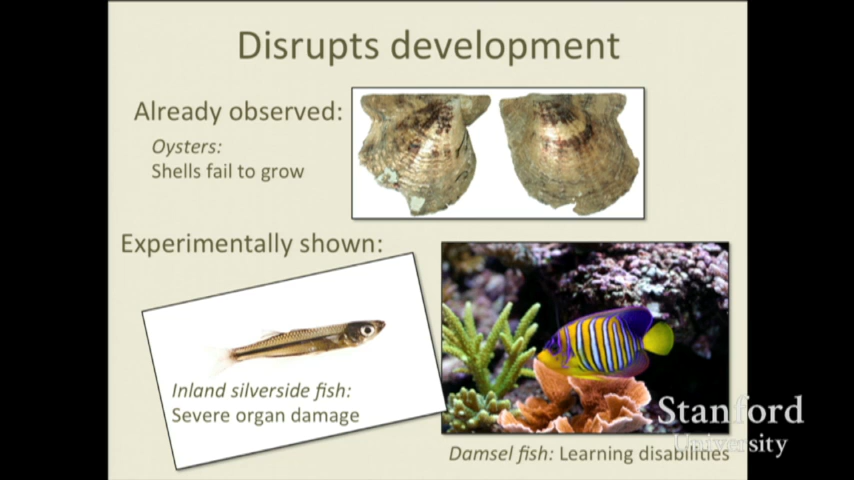 Disrupts development
Already observed:
Oysters:
Shells fail to grow
Experimentally shown:
Inland silverside fish:
Severe organ damage
Damsel fish: Learning disabilities
Stanford
University